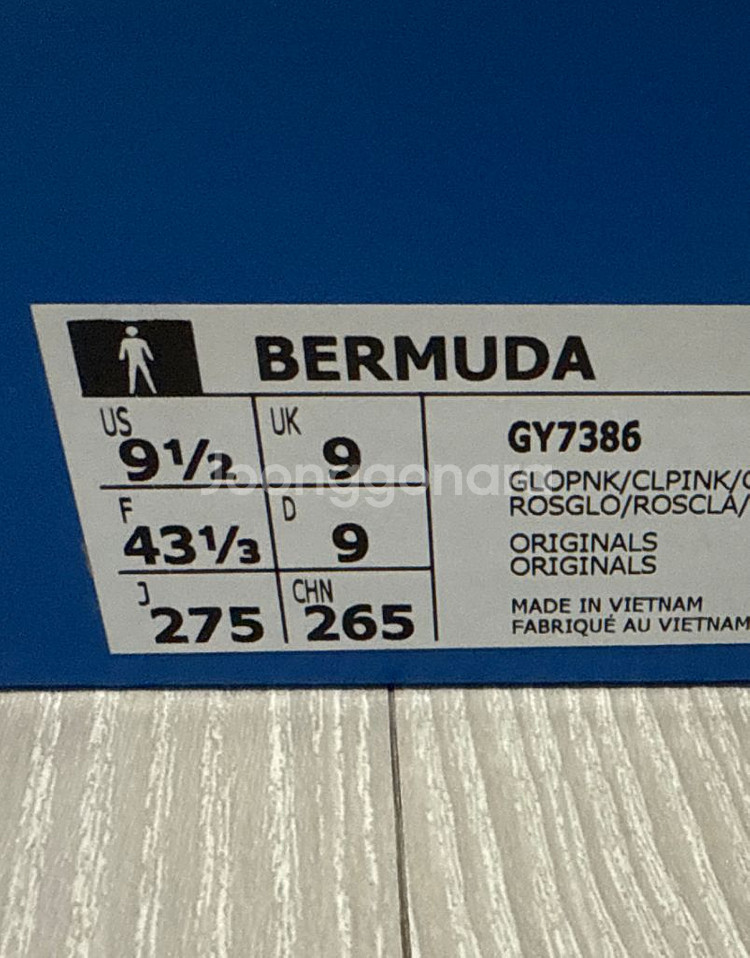 BERMUDA
US 9½ UK 9
F 43⅓ D 9
J 275 CHN 265
GY7386
GLOPNK/CLPINK/
ROSGLO/ROSCLA/
ORIGINALS
ORIGINALS
MADE IN VIETNAM
FABRIQUÉ AU VIETNAM
Joonggonara